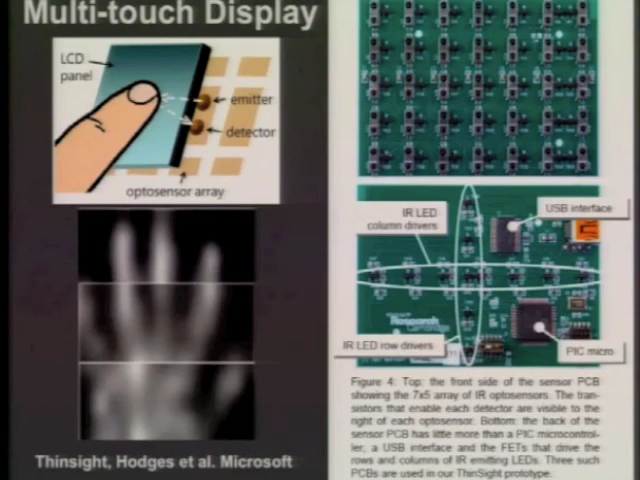 Multi-touch Display
LCD
panel
emitter
detector
optosensor array
Thinsight, Hodges et al. Microsoft
IR LED
column drivers
USB interface
Research
IR LED row drivers
PIC micro
Figure 4: Top: the front side of the sensor PCB
showing the 7x5 array of IR optosensors. The tran-
sistors that enable each detector are visible to the
right of each optosensor. Bottom: the back of the
sensor PCB has little more than a PIC microcontrol-
ler, a USB interface and the FETs that drive the
rows and columns of IR emitting LEDs. Three such
PCBs are used in our ThinSight prototype.